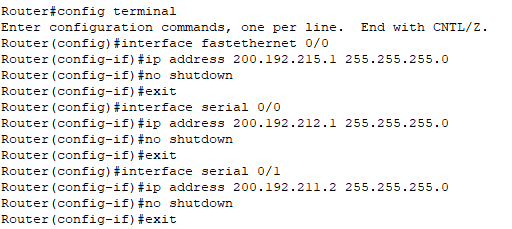 Router#config terminal
Enter configuration commands, one per line.  End with CNTL/Z.
Router(config)#interface fastethernet 0/0
Router(config-if)#ip address 200.192.215.1 255.255.255.0
Router(config-if)#no shutdown
Router(config-if)#exit
Router(config)#interface serial 0/0
Router(config-if)#ip address 200.192.212.1 255.255.255.0
Router(config-if)#no shutdown
Router(config-if)#exit
Router(config)#interface serial 0/1
Router(config-if)#ip address 200.192.211.2 255.255.255.0
Router(config-if)#no shutdown
Router(config-if)#exit